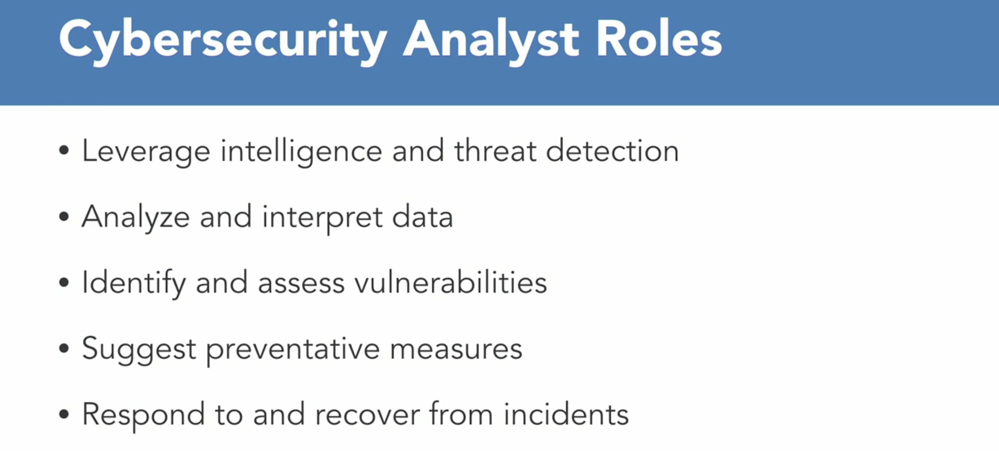 Cybersecurity Analyst Roles
• Leverage intelligence and threat detection
• Analyze and interpret data
• Identify and assess vulnerabilities
• Suggest preventative measures
• Respond to and recover from incidents